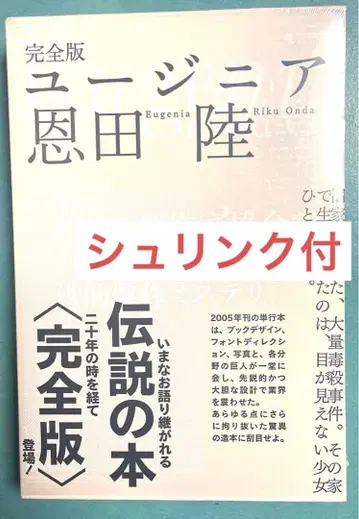 完全版
ユージニア
Eugenia
Riku Onda
恩田 陸
シュリンク付
た、大量毒殺事件。その家
たのは、目が見えない少女
ひと
いまなお語り継がれる
伝説の本
二十年の時を経て
〈完全版〉
登場!
2005年刊の単行本
は、ブックデザイン、
フォントディレクシ
ョン、写真と、各分
野の巨人が一堂に
会し、先鋭的かつ
大胆な設計で業界
を震わせた。
あらゆる点にさら
に拘り抜いた驚異
の造本に刮目せよ。